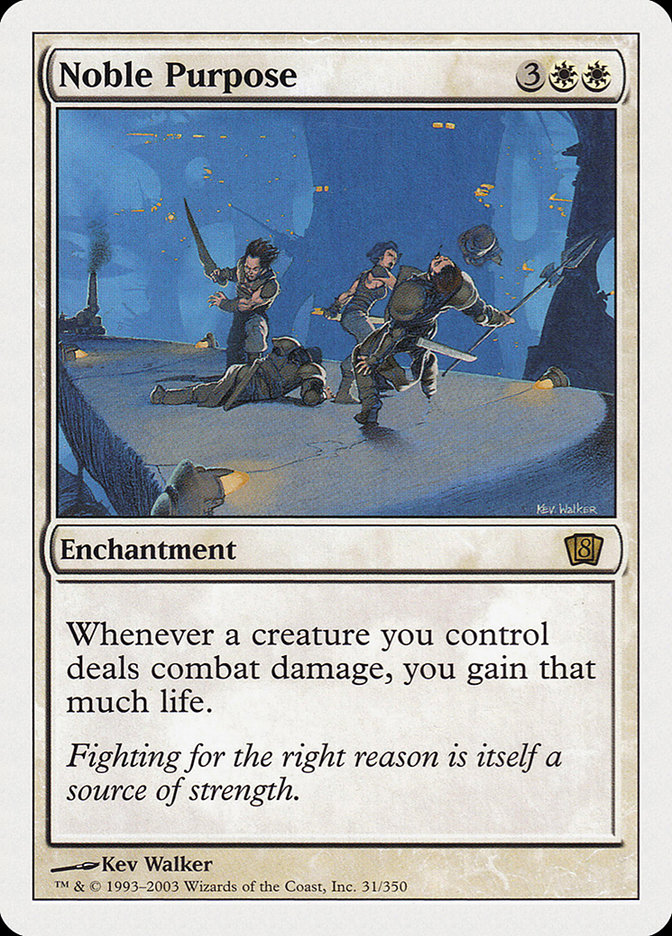 Noble Purpose
3
Kev. Walker
Enchantment
8
Whenever a creature you control
deals combat damage, you gain that
much life.
Fighting for the right reason is itself a
source of strength.
Kev Walker
™ & © 1993–2003 Wizards of the Coast, Inc. 31/350